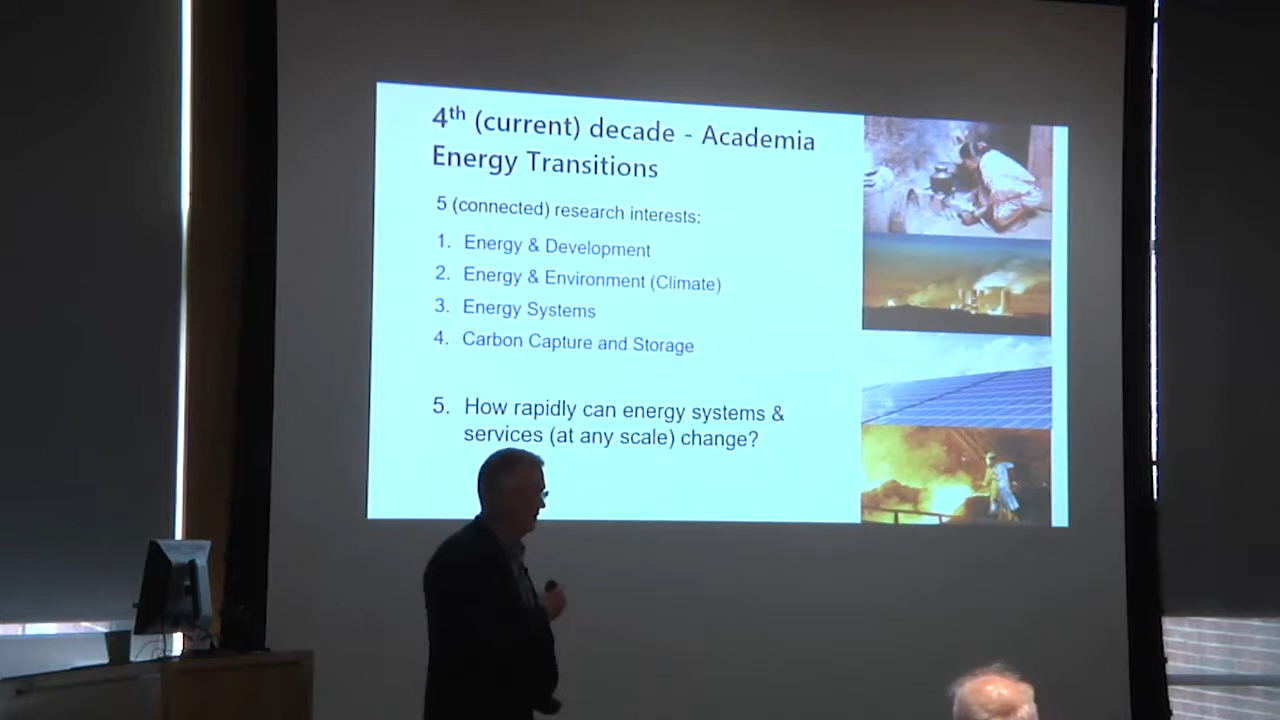 4th (current) decade - Academia
Energy Transitions
5 (connected) research interests:
1. Energy & Development
2. Energy & Environment (Climate)
3. Energy Systems
4. Carbon Capture and Storage
5. How rapidly can energy systems &
services (at any scale) change?